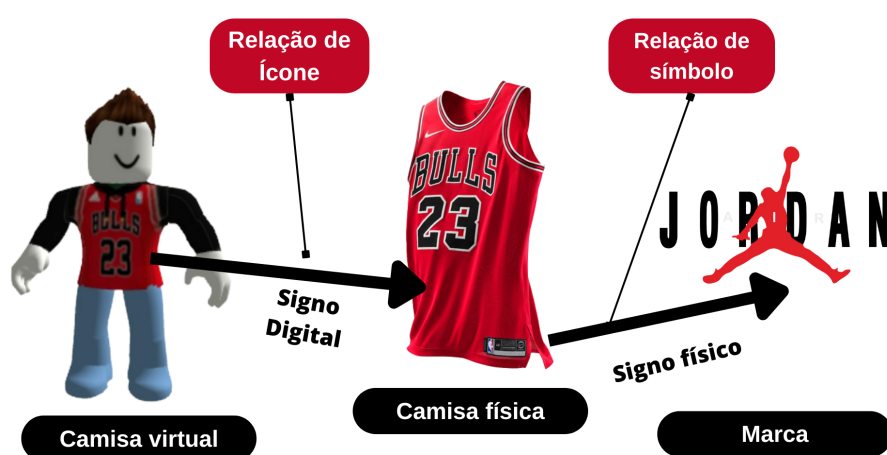 Relação de
Ícone
Relação de
símbolo
BULLS
23
BULLS
23
JORDAN
Signo
Digital
Signo físico
Camisa virtual
Camisa física
Marca